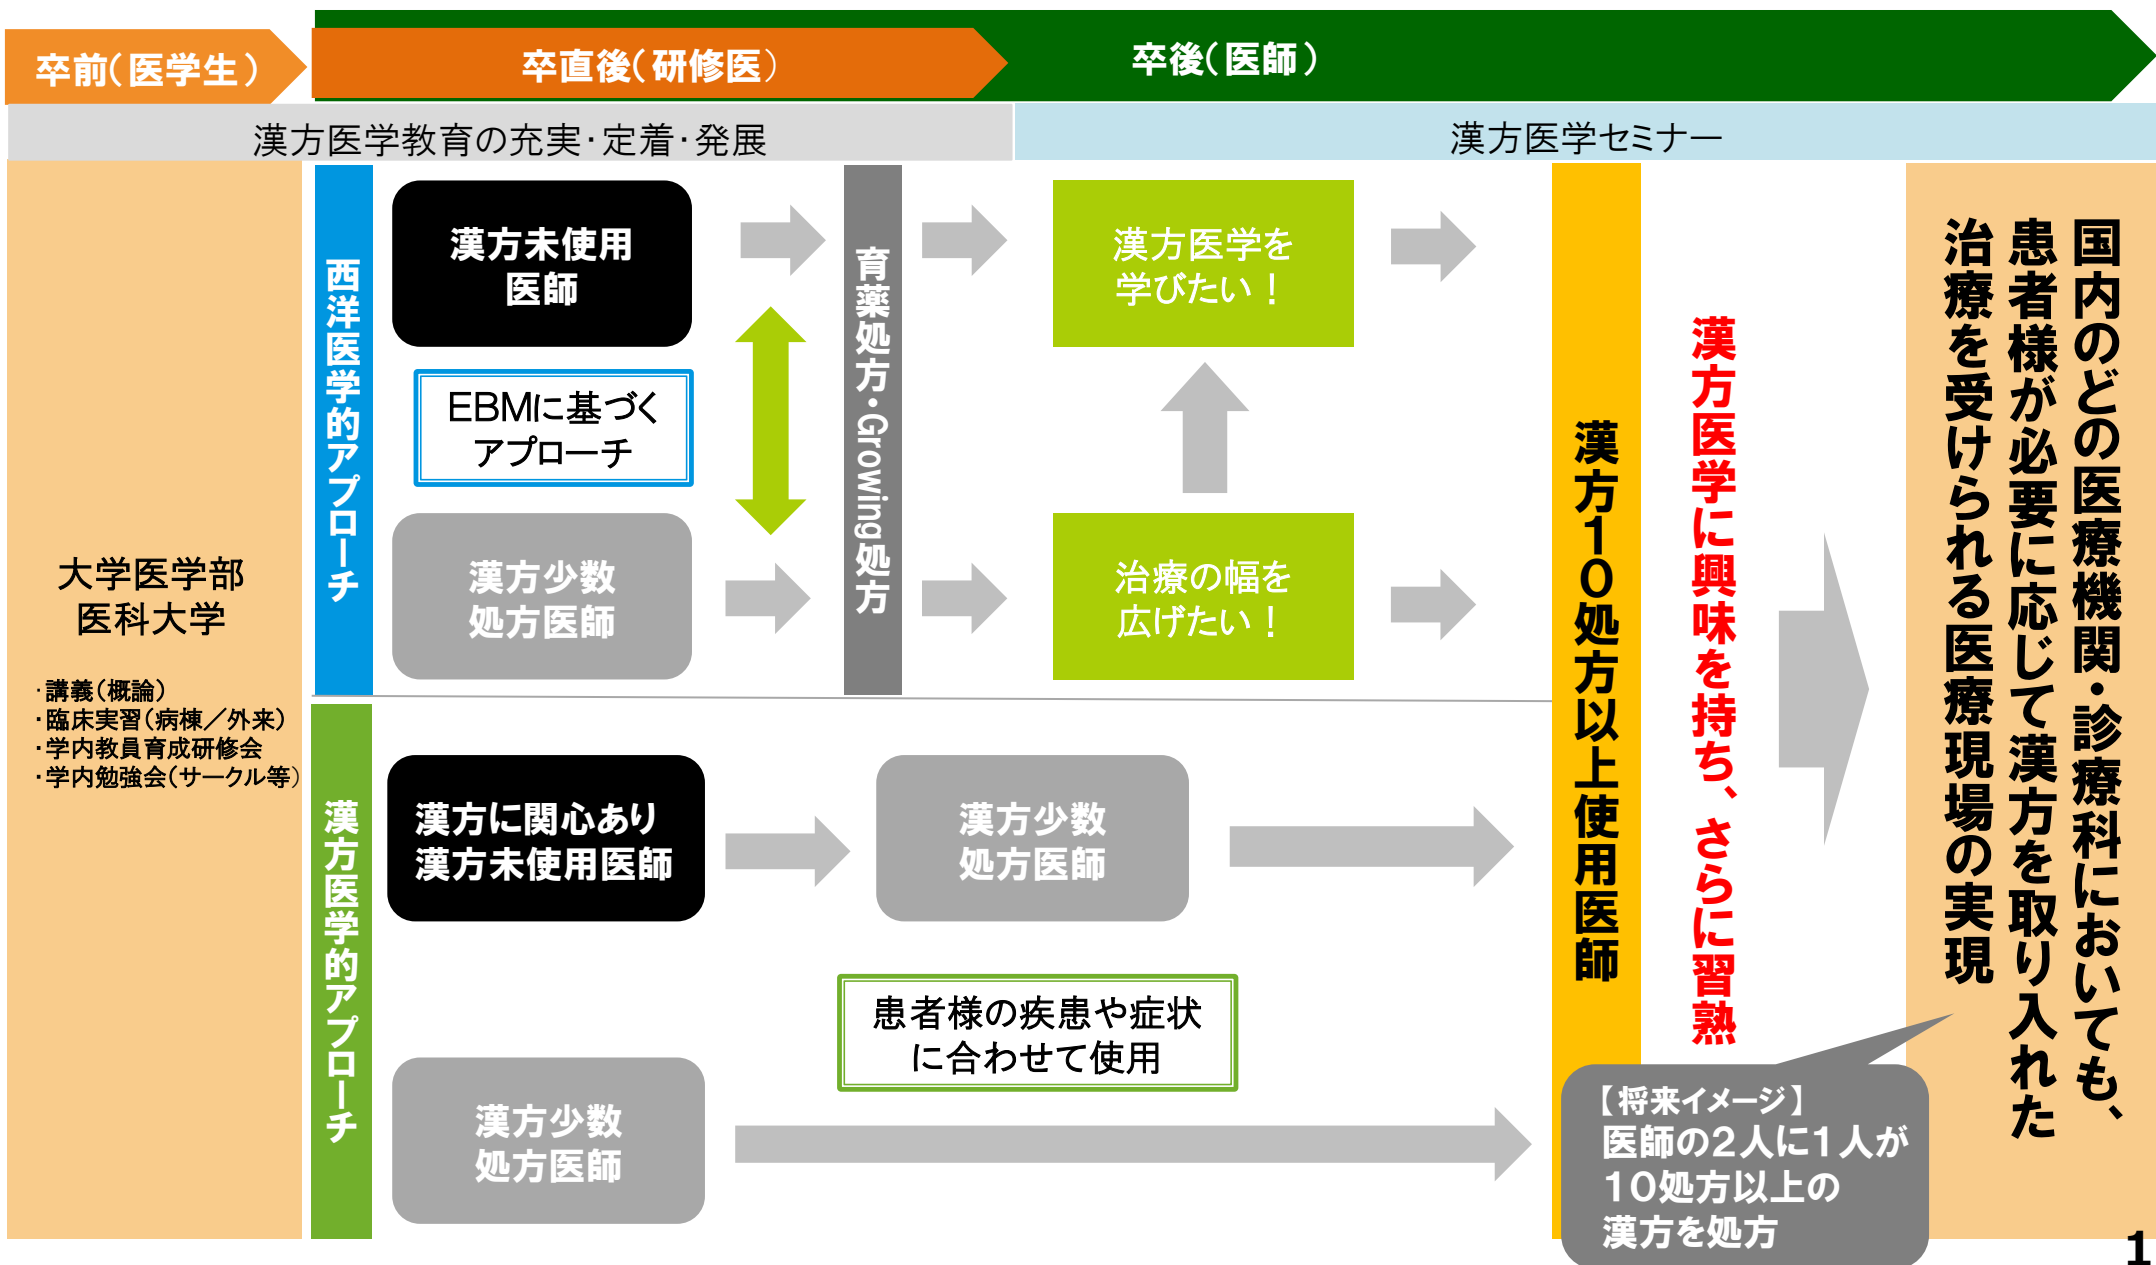 卒前(医学生)
卒直後(研修医)
卒後(医師)
漢方医学教育の充実・定着・発展
漢方医学セミナー
大学医学部
医科大学
・講義(概論)
・臨床実習(病棟／外来)
・学内教員育成研修会
・学内勉強会(サークル等)
西洋医学的アプローチ
漢方未使用
医師
EBMに基づく
アプローチ
漢方少数
処方医師
育薬処方・Growing処方
漢方医学を
学びたい！
治療の幅を
広げたい！
漢方医学的アプローチ
漢方に関心あり
漢方未使用医師
漢方少数
処方医師
患者様の疾患や症状
に合わせて使用
漢方少数
処方医師
漢方10処方以上使用医師
漢方医学に興味を持ち、さらに習熟
国内のどの医療機関・診療科においても、
患者様が必要に応じて漢方を取り入れた
治療を受けられる医療現場の実現
【将来イメージ】
医師の2人に1人が
10処方以上の
漢方を処方
1